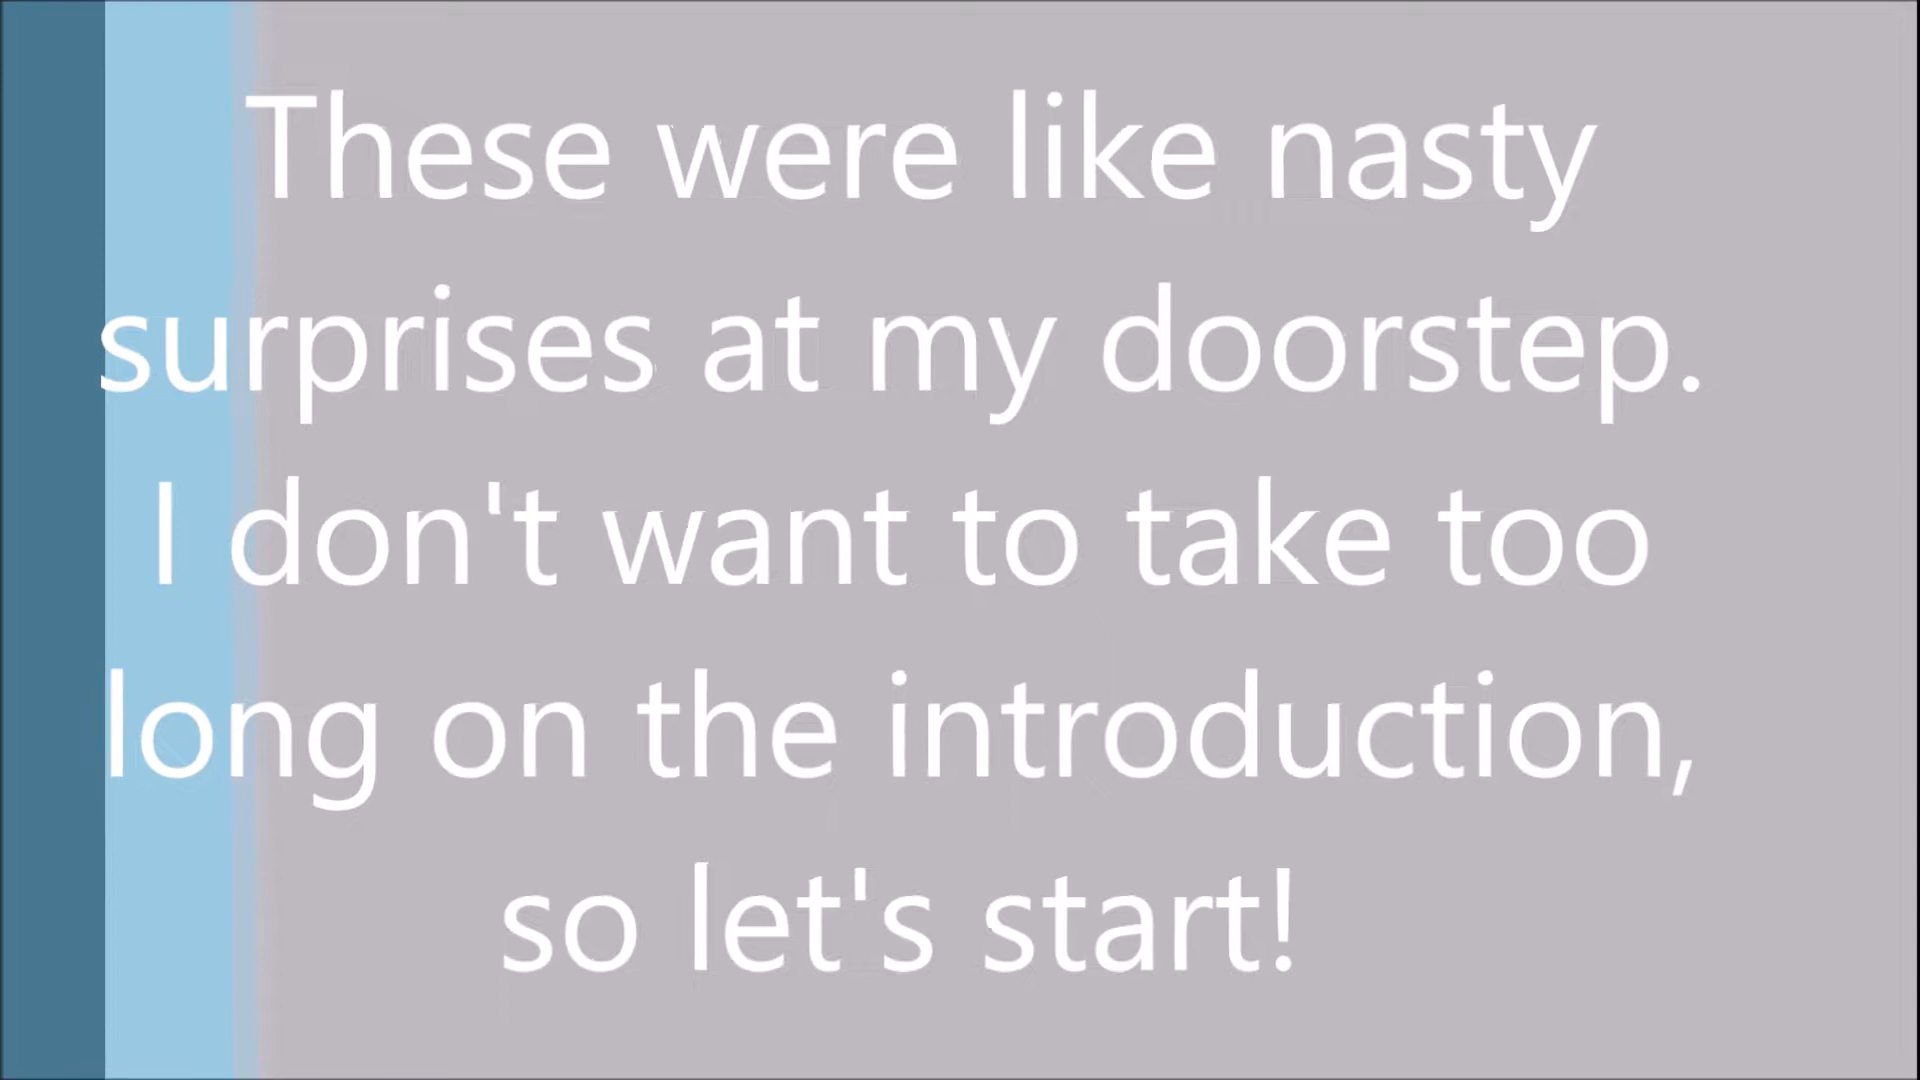 These were like nasty
surprises at my doorstep.
I don't want to take too
long on the introduction,
so let's start!